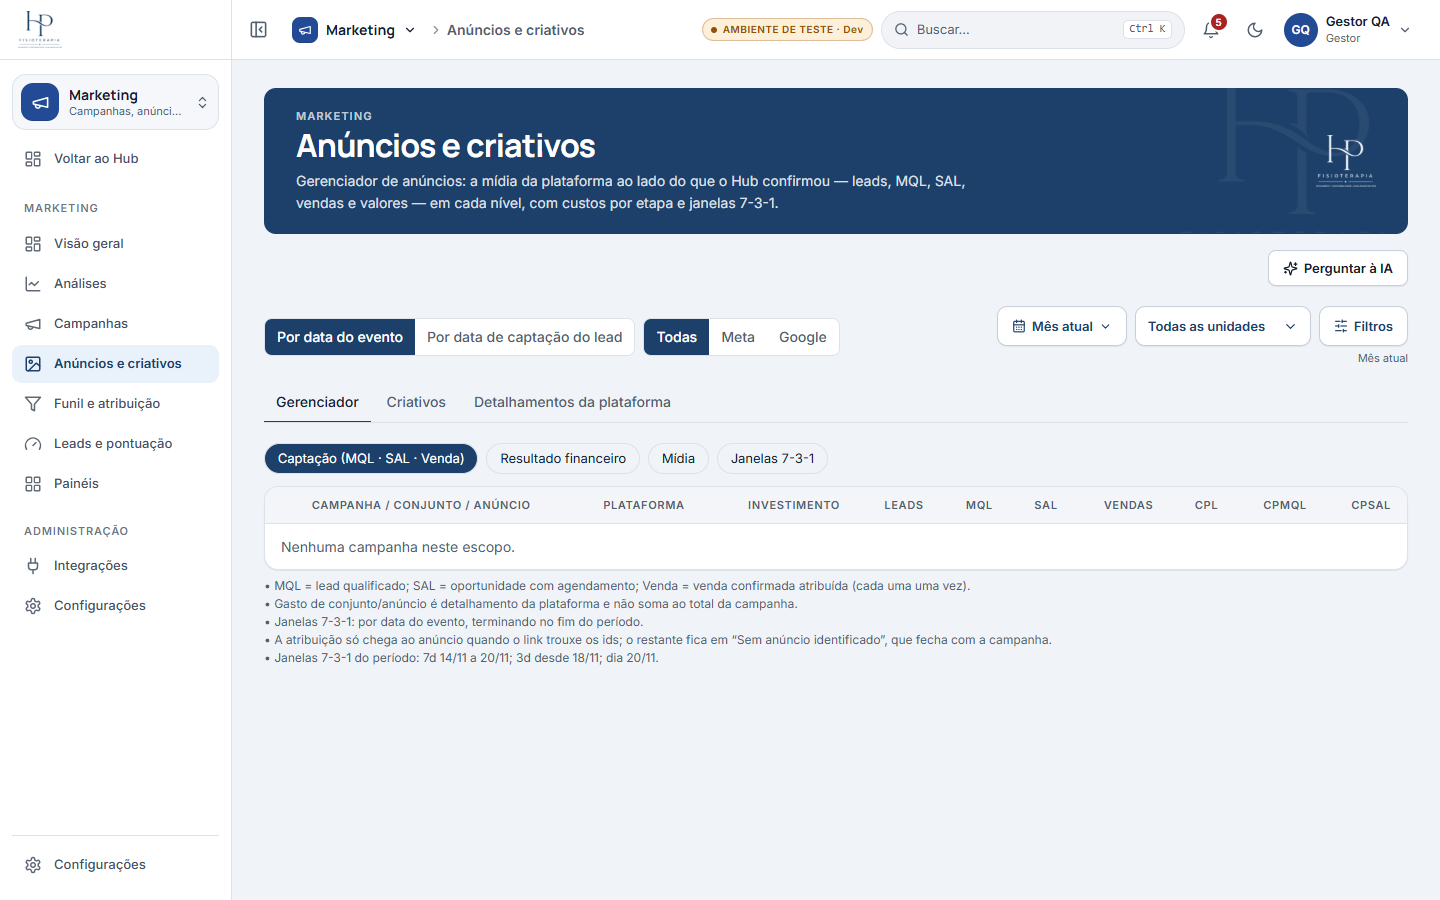 HP
FISIOTERAPIA
Marketing
Campanhas, anúnci...
Voltar ao Hub
MARKETING
Visão geral
Análises
Campanhas
Anúncios e criativos
Funil e atribuição
Leads e pontuação
Painéis
ADMINISTRAÇÃO
Integrações
Configurações
Configurações
Marketing
Anúncios e criativos
AMBIENTE DE TESTE · Dev
Buscar...
Ctrl K
5
GQ
Gestor QA
Gestor
MARKETING
Anúncios e criativos
Gerenciador de anúncios: a mídia da plataforma ao lado do que o Hub confirmou — leads, MQL, SAL,
vendas e valores — em cada nível, com custos por etapa e janelas 7-3-1.
HP
FISIOTERAPIA
Perguntar à IA
Por data do evento
Por data de captação do lead
Todas
Meta
Google
Mês atual
Todas as unidades
Filtros
Mês atual
Gerenciador
Criativos
Detalhamentos da plataforma
Captação (MQL · SAL · Venda)
Resultado financeiro
Mídia
Janelas 7-3-1
CAMPANHA / CONJUNTO / ANÚNCIO
PLATAFORMA
INVESTIMENTO
LEADS
MQL
SAL
VENDAS
CPL
CPMQL
CPSAL
Nenhuma campanha neste escopo.
• MQL = lead qualificado; SAL = oportunidade com agendamento; Venda = venda confirmada atribuída (cada uma uma vez).
• Gasto de conjunto/anúncio é detalhamento da plataforma e não soma ao total da campanha.
• Janelas 7-3-1: por data do evento, terminando no fim do período.
• A atribuição só chega ao anúncio quando o link trouxe os ids; o restante fica em “Sem anúncio identificado”, que fecha com a campanha.
• Janelas 7-3-1 do período: 7d 14/11 a 20/11; 3d desde 18/11; dia 20/11.